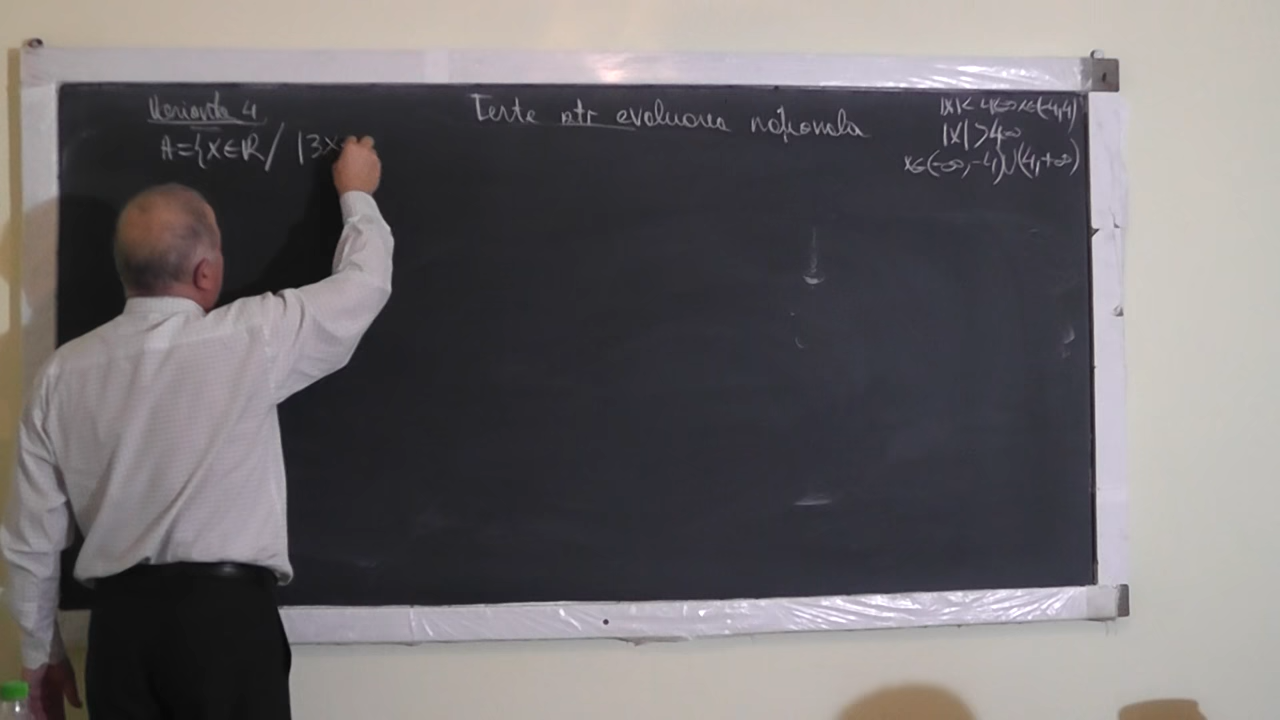 Varianta 4
Teste ptr evaluarea națională
A={x∈ℝ/ |3x
|x|<4⇔x∈(-4,4)
|x|>4⇔
x∈(-∞,-4)∪(4,+∞)